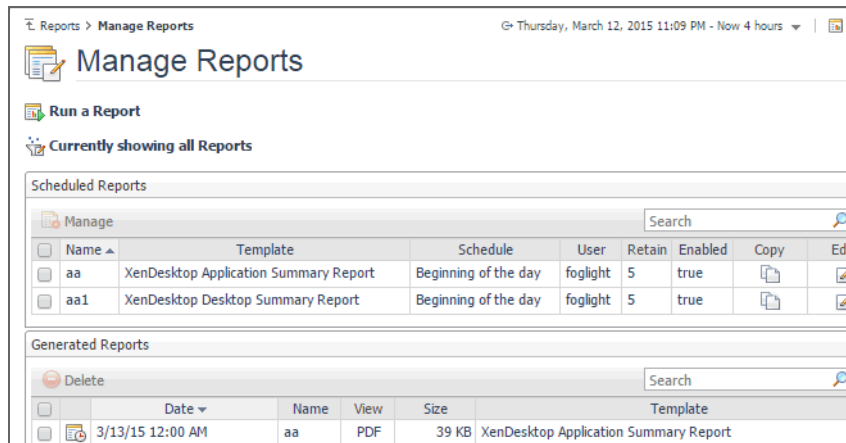 Reports > Manage Reports Thursday, March 12, 2015 11:09 PM - Now 4 hours
Manage Reports
Run a Report
Currently showing all Reports
Scheduled Reports
Manage Search
Name Template Schedule User Retain Enabled Copy Ed
aa XenDesktop Application Summary Report Beginning of the day foglight 5 true
aa1 XenDesktop Desktop Summary Report Beginning of the day foglight 5 true
Generated Reports
Delete Search
Date Name View Size Template
3/13/15 12:00 AM aa PDF 39 KB XenDesktop Application Summary Report